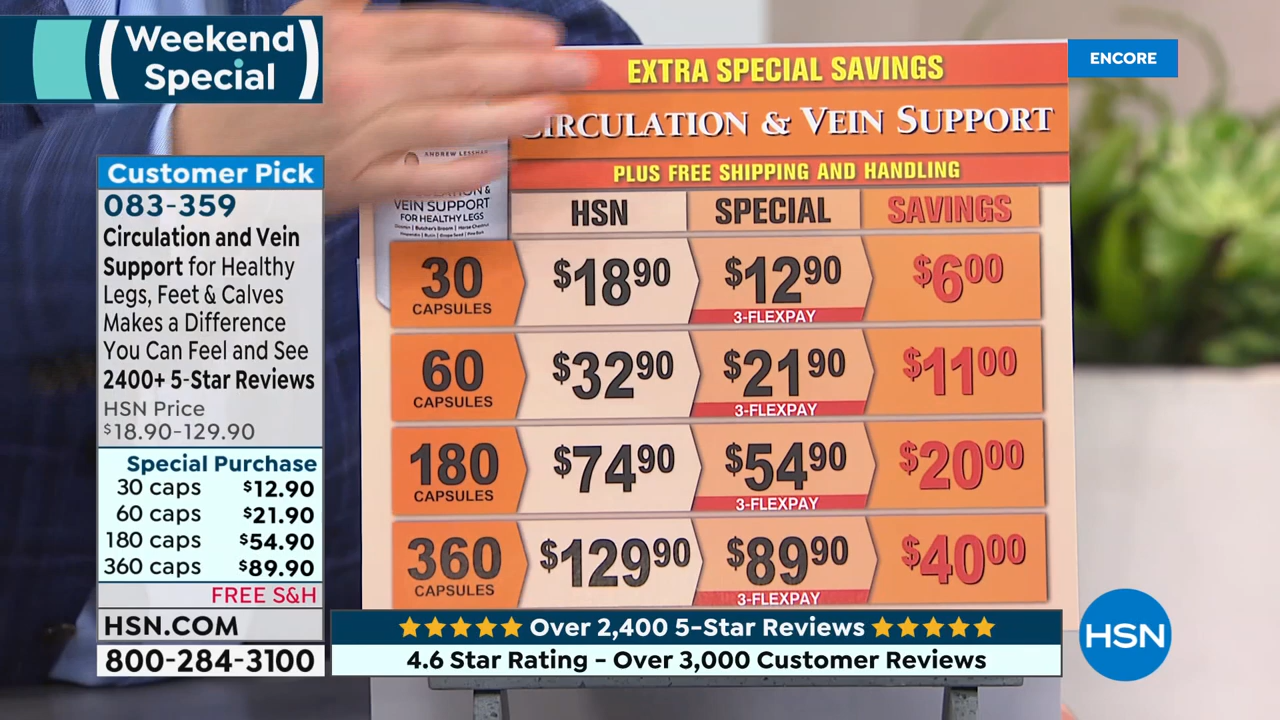 Weekend
Special
ENCORE
Customer Pick
083-359
Circulation and Vein
Support for Healthy
Legs, Feet & Calves
Makes a Difference
You Can Feel and See
2400+ 5-Star Reviews
HSN Price
$18.90-129.90
Special Purchase
30 caps $12.90
60 caps $21.90
180 caps $54.90
360 caps $89.90
FREE S&H
HSN.COM
800-284-3100
EXTRA SPECIAL SAVINGS
CIRCULATION & VEIN SUPPORT
PLUS FREE SHIPPING AND HANDLING
ANDREW LESSMAN
VEIN SUPPORT
FOR HEALTHY LEGS
HSN SPECIAL SAVINGS
30 CAPSULES $18.90 $12.90 3-FLEXPAY $6.00
60 CAPSULES $32.90 $21.90 3-FLEXPAY $11.00
180 CAPSULES $74.90 $54.90 3-FLEXPAY $20.00
360 CAPSULES $129.90 $89.90 3-FLEXPAY $40.00
Over 2,400 5-Star Reviews
4.6 Star Rating – Over 3,000 Customer Reviews
HSN